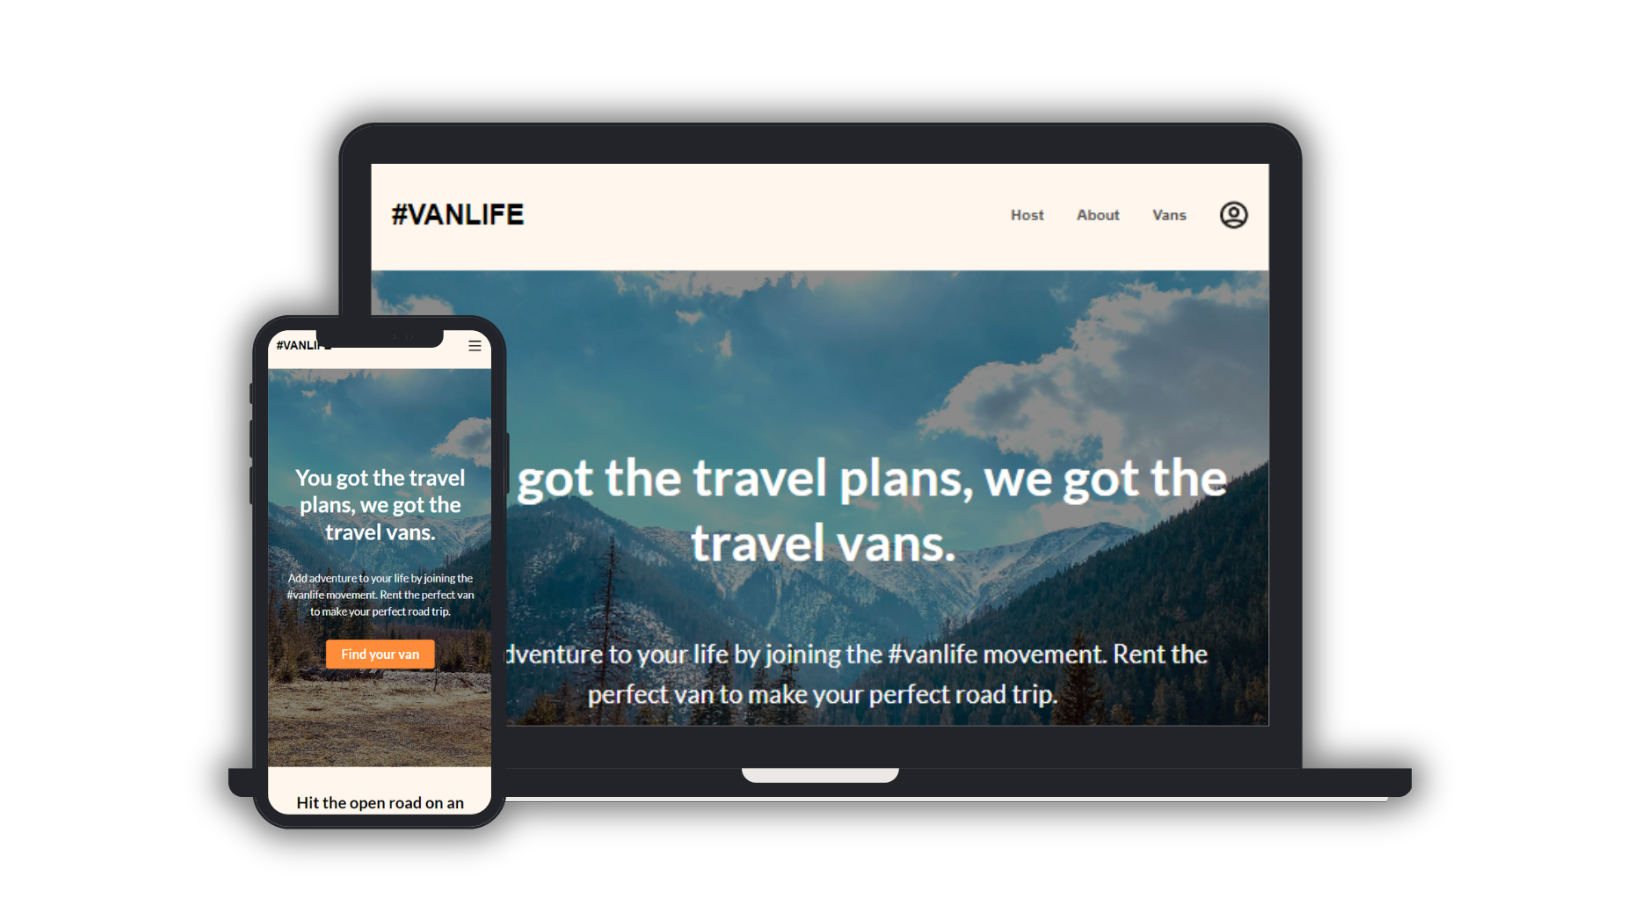 #VANLIFE
Host About Vans
got the travel plans, we got the
travel vans.
dventure to your life by joining the #vanlife movement. Rent the
perfect van to make your perfect road trip.
#VANLIFE
You got the travel
plans, we got the
travel vans.
Add adventure to your life by joining the
#vanlife movement. Rent the perfect van
to make your perfect road trip.
Find your van
Hit the open road on an